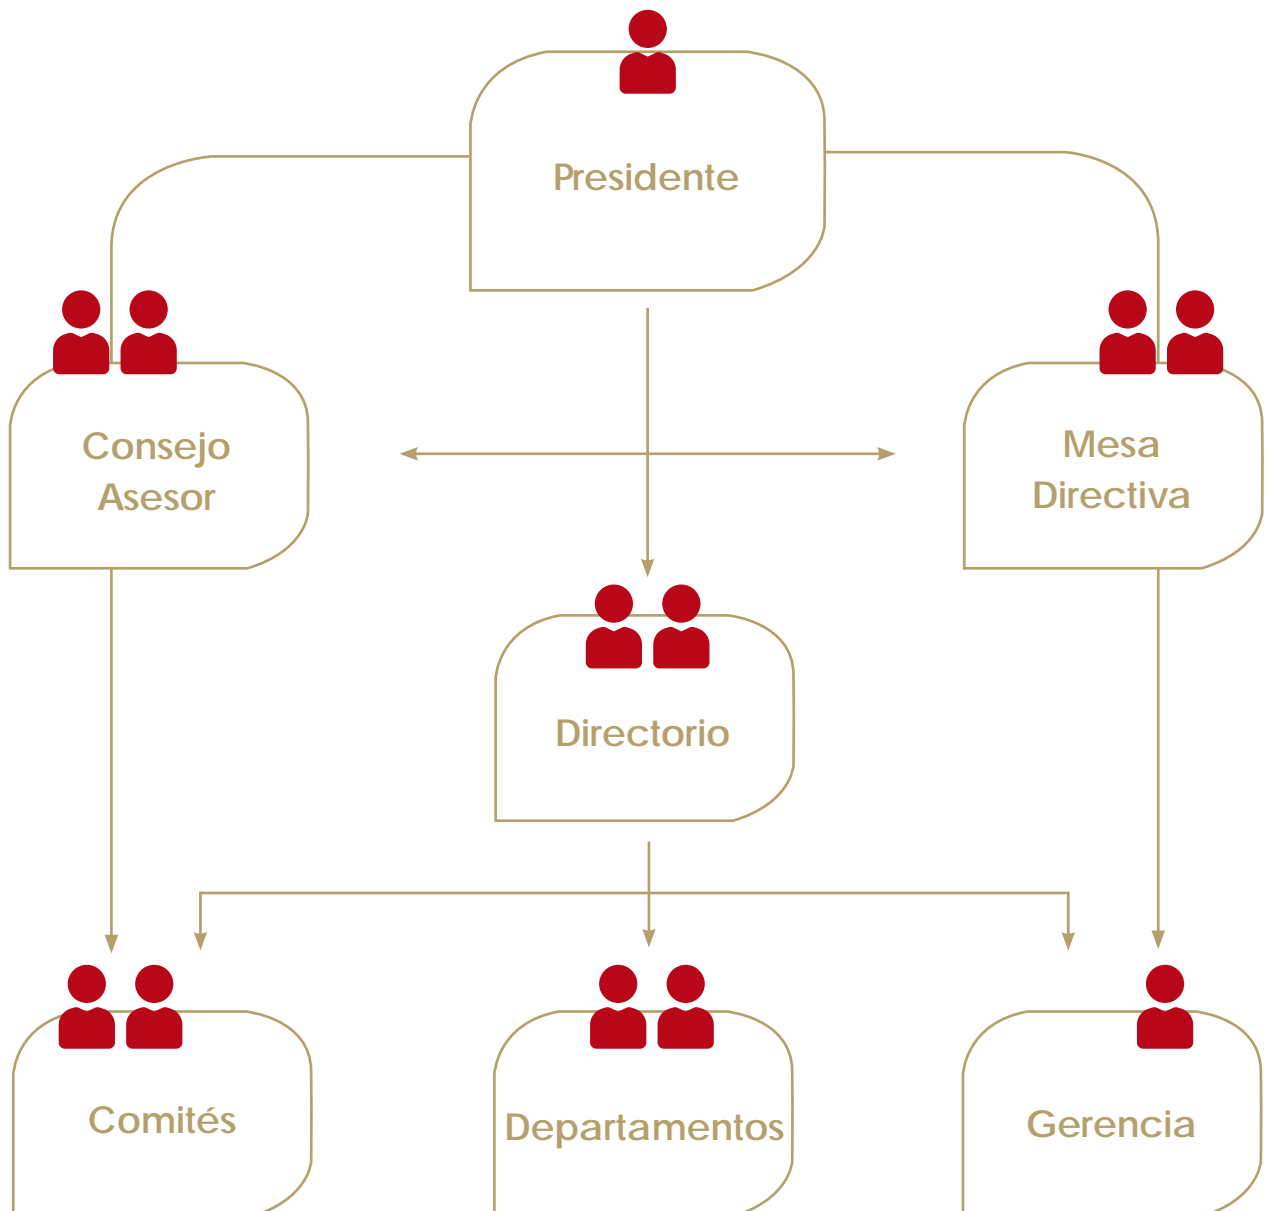 Presidente
Consejo
Asesor
Mesa
Directiva
Directorio
Comités
Departamentos
Gerencia